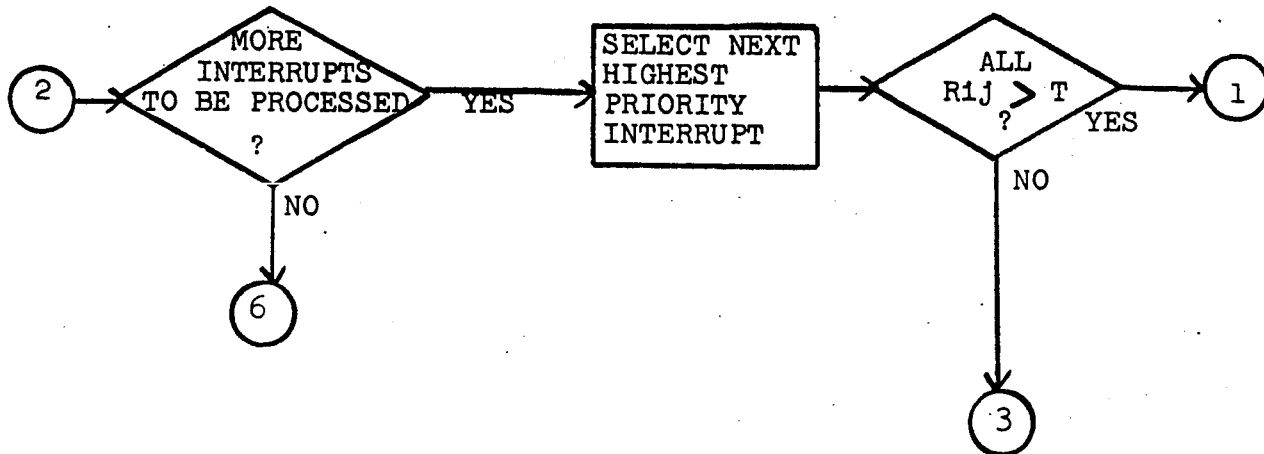 2
MORE
INTERRUPTS
TO BE PROCESSED
?
YES
NO
6
SELECT NEXT
HIGHEST
PRIORITY
INTERRUPT
ALL
Rij > T
?
YES
NO
1
3